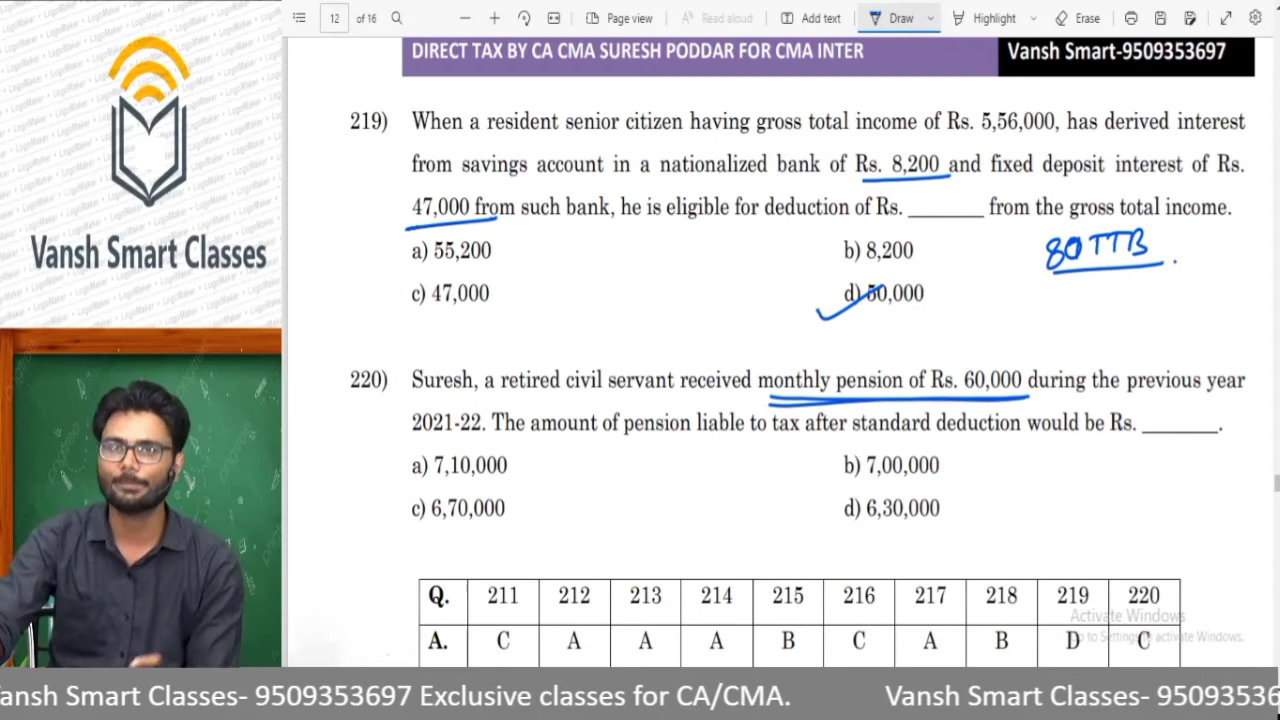 12 of 16
Page view
Read aloud
Add text
Draw
Highlight
Erase
DIRECT TAX BY CA CMA SURESH PODDAR FOR CMA INTER
Vansh Smart-9509353697
Vansh Smart Classes
219) When a resident senior citizen having gross total income of Rs. 5,56,000, has derived interest
from savings account in a nationalized bank of Rs. 8,200 and fixed deposit interest of Rs.
47,000 from such bank, he is eligible for deduction of Rs. ________ from the gross total income.
80TTB
a) 55,200 b) 8,200
c) 47,000 d) 50,000
220) Suresh, a retired civil servant received monthly pension of Rs. 60,000 during the previous year
2021-22. The amount of pension liable to tax after standard deduction would be Rs. ________.
a) 7,10,000 b) 7,00,000
c) 6,70,000 d) 6,30,000
Q. 211 212 213 214 215 216 217 218 219 220
A. C A A A B C A B D C
Activate Windows
Go to Settings to activate Windows.
ansh Smart Classes- 9509353697 Exclusive classes for CA/CMA. Vansh Smart Classes- 95093536